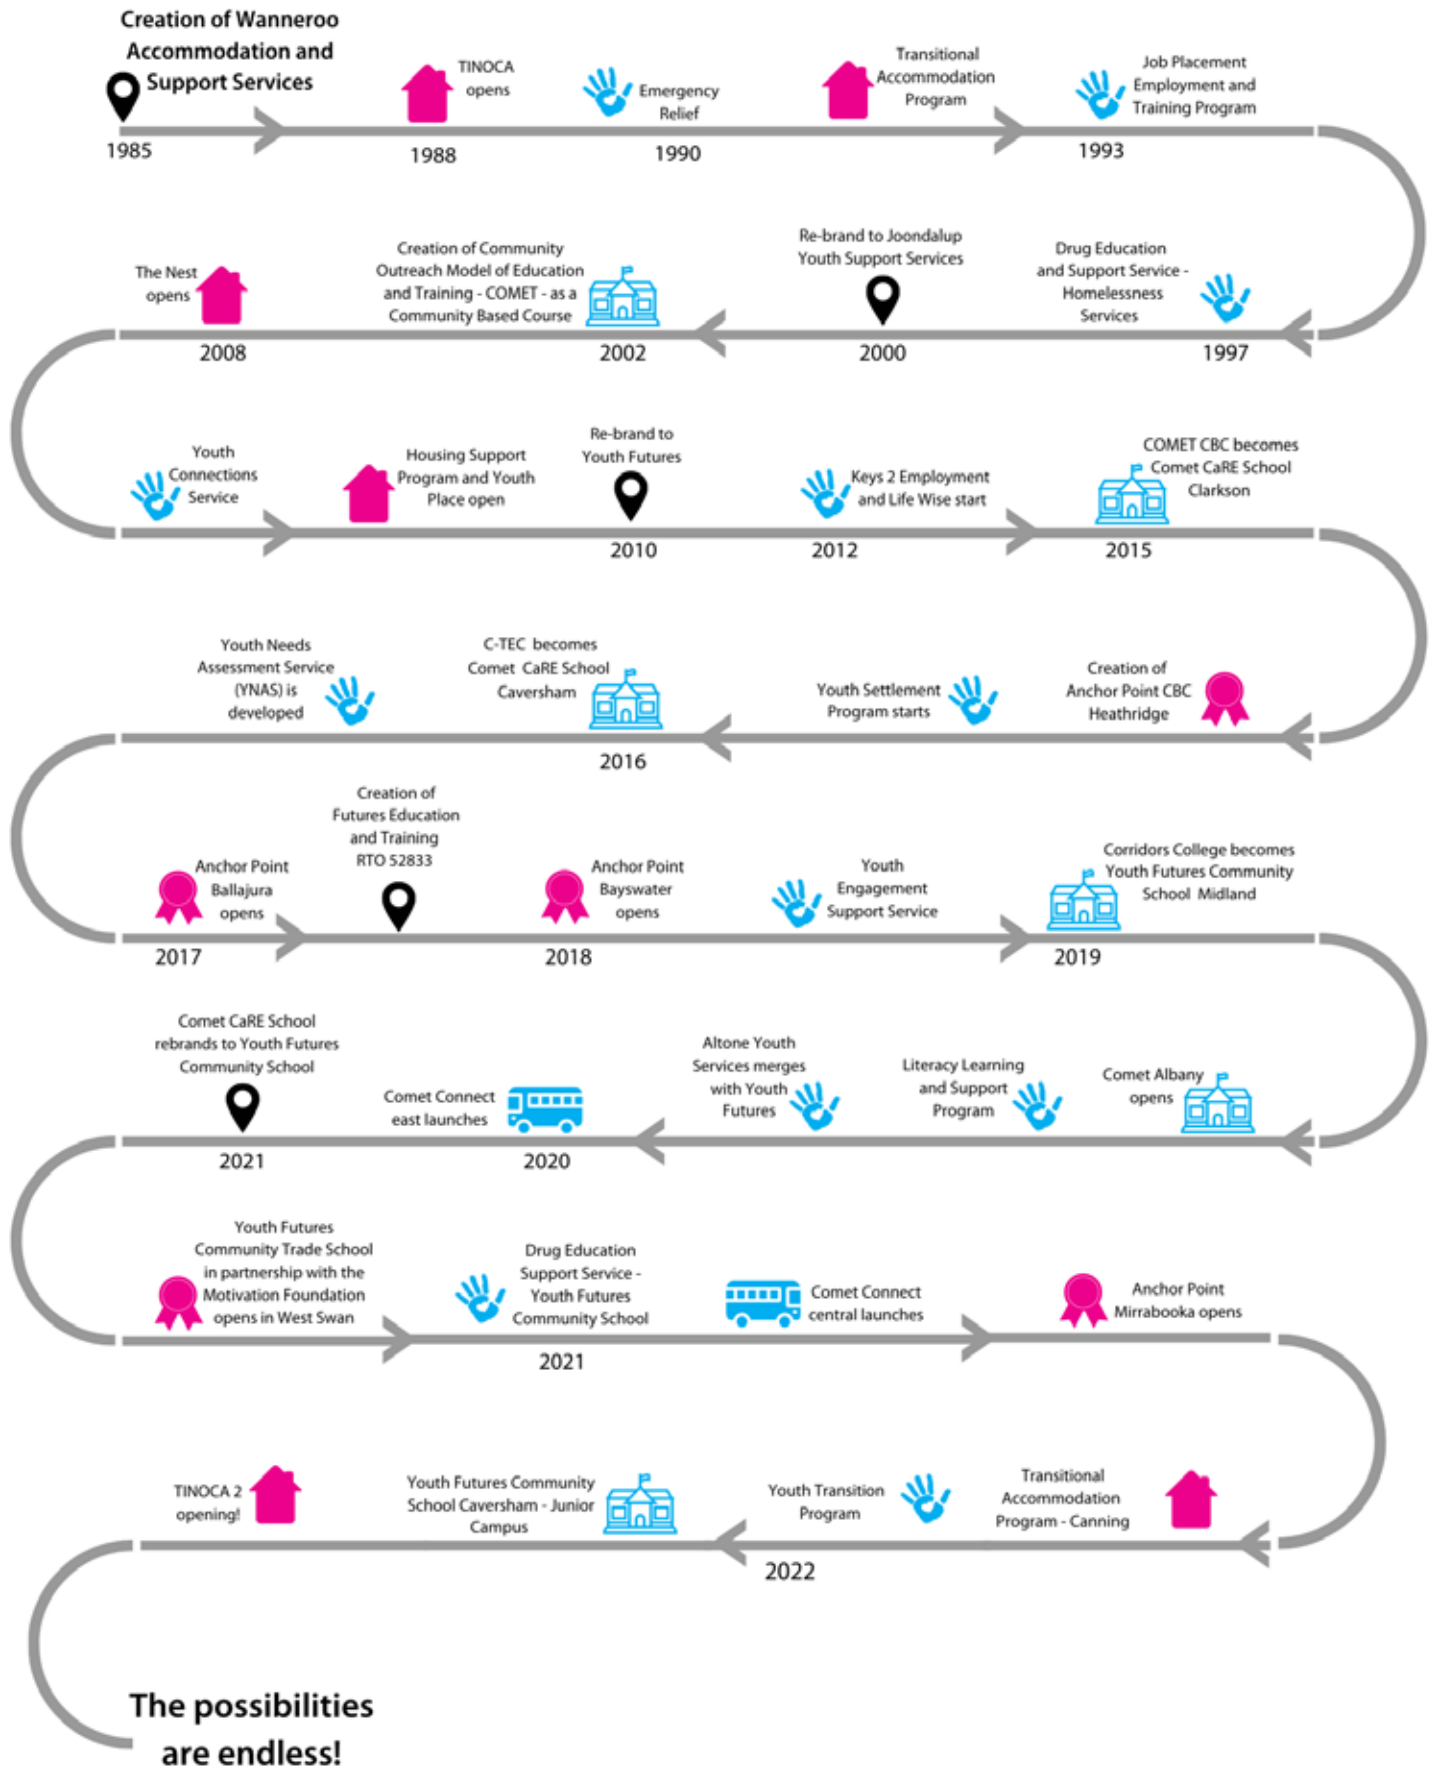 Creation of Wanneroo
Accommodation and
Support Services
1985
TINOCA
opens
1988
Emergency
Relief
1990
Transitional
Accommodation
Program
Job Placement
Employment and
Training Program
1993
Drug Education
and Support Service -
Homelessness
Services
1997
Re-brand to Joondalup
Youth Support Services
2000
Creation of Community
Outreach Model of Education
and Training - COMET - as a
Community Based Course
2002
The Nest
opens
2008
Youth
Connections
Service
Housing Support
Program and Youth
Place open
Re-brand to
Youth Futures
2010
Keys 2 Employment
and Life Wise start
2012
COMET CBC becomes
Comet CaRE School
Clarkson
2015
Creation of
Anchor Point CBC
Heathridge
Youth Settlement
Program starts
C-TEC becomes
Comet CaRE School
Caversham
2016
Youth Needs
Assessment Service
(YNAS) is
developed
Anchor Point
Ballajura
opens
2017
Creation of
Futures Education
and Training
RTO 52833
Anchor Point
Bayswater
opens
2018
Youth
Engagement
Support Service
Corridors College becomes
Youth Futures Community
School Midland
2019
Comet Albany
opens
Literacy Learning
and Support
Program
Altone Youth
Services merges
with Youth
Futures
Comet Connect
east launches
2020
Comet CaRE School
rebrands to Youth Futures
Community School
2021
Youth Futures
Community Trade School
in partnership with the
Motivation Foundation
opens in West Swan
Drug Education
Support Service -
Youth Futures
Community School
2021
Comet Connect
central launches
Anchor Point
Mirrabooka opens
Transitional
Accommodation
Program - Canning
Youth Transition
Program
2022
Youth Futures Community
School Caversham - Junior
Campus
TINOCA 2
opening!
The possibilities
are endless!